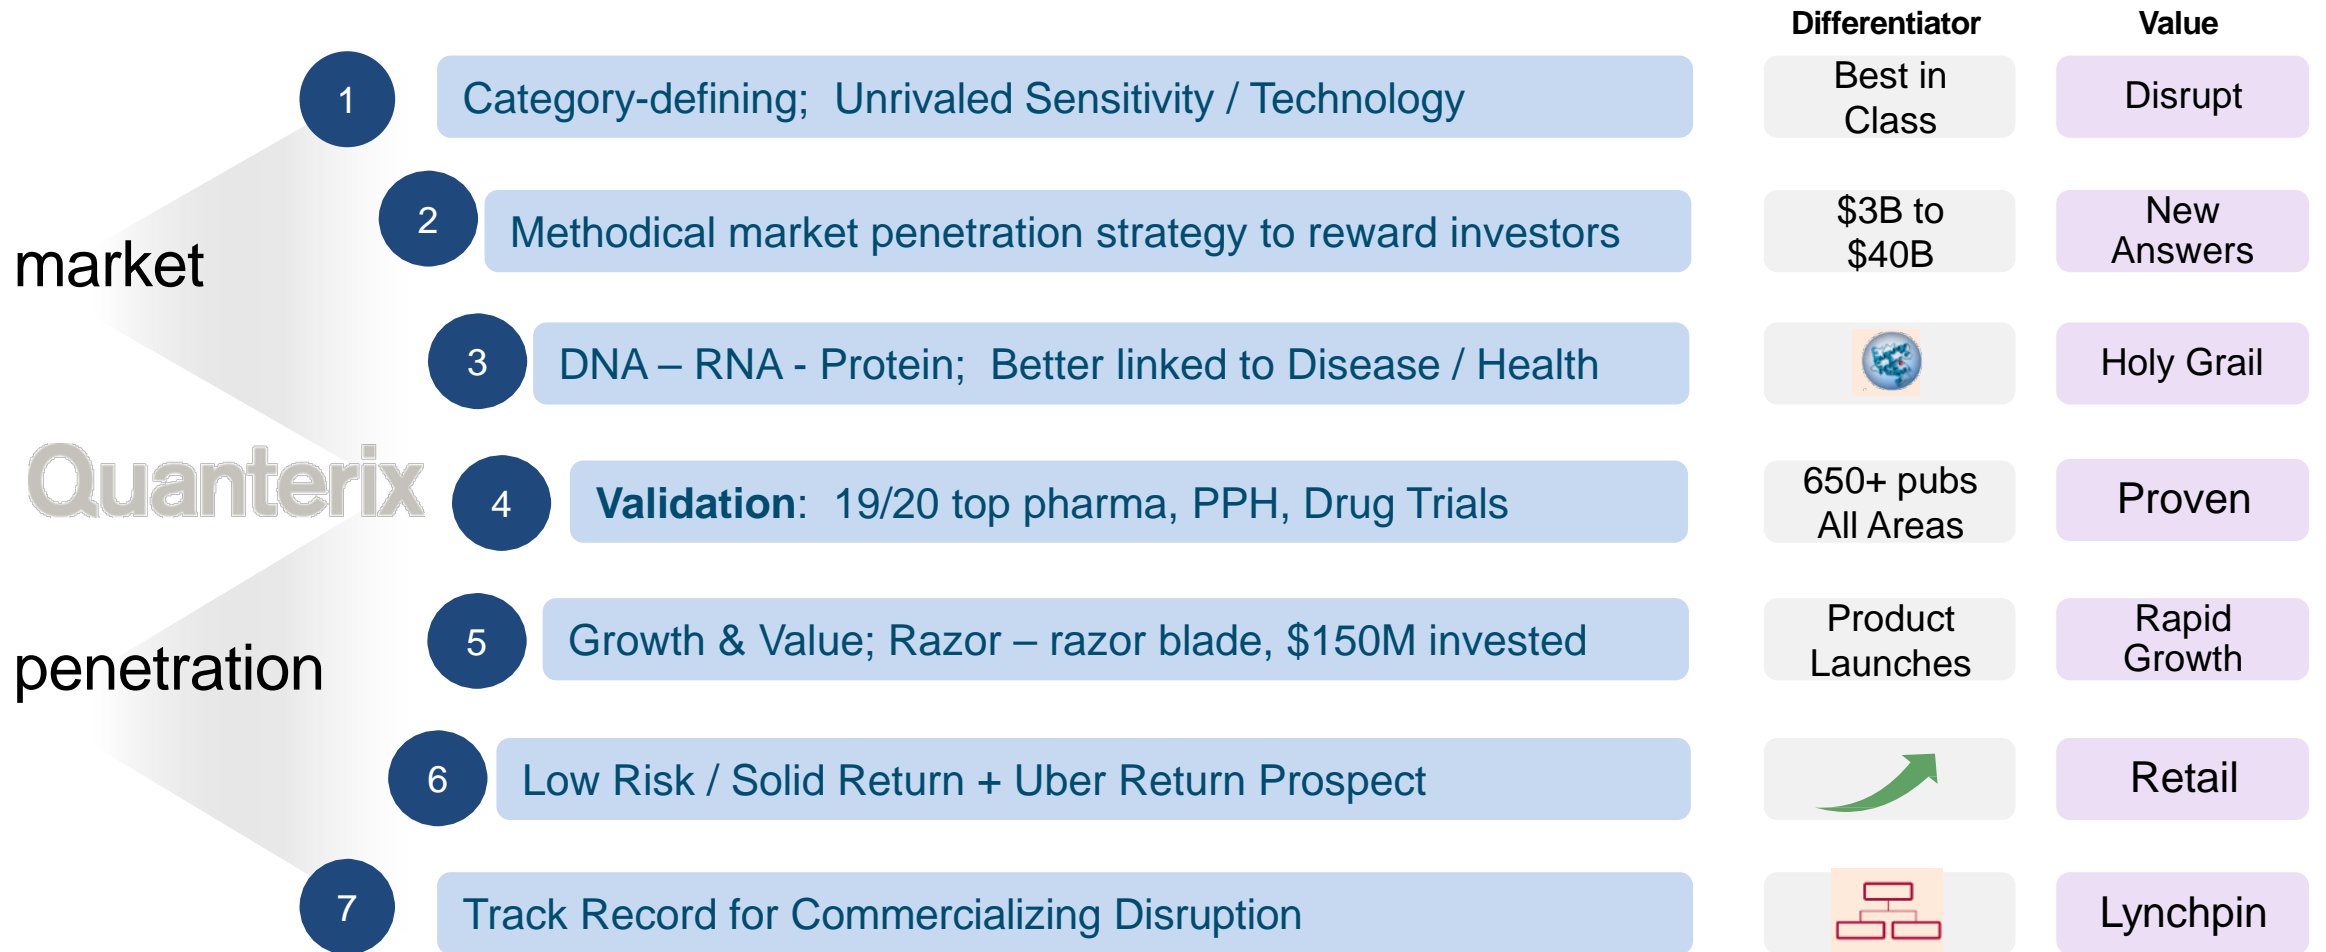 Differentiator Value
1 Category-defining;  Unrivaled Sensitivity / Technology
Best in
Class
Disrupt
2 Methodical market penetration strategy to reward investors
$3B to
$40B
New
Answers
market
3 DNA – RNA - Protein;  Better linked to Disease / Health
Holy Grail
Quanterix
4 Validation:  19/20 top pharma, PPH, Drug Trials
650+ pubs
All Areas
Proven
5 Growth & Value; Razor – razor blade, $150M invested
Product
Launches
Rapid
Growth
penetration
6 Low Risk / Solid Return + Uber Return Prospect
Retail
7 Track Record for Commercializing Disruption
Lynchpin